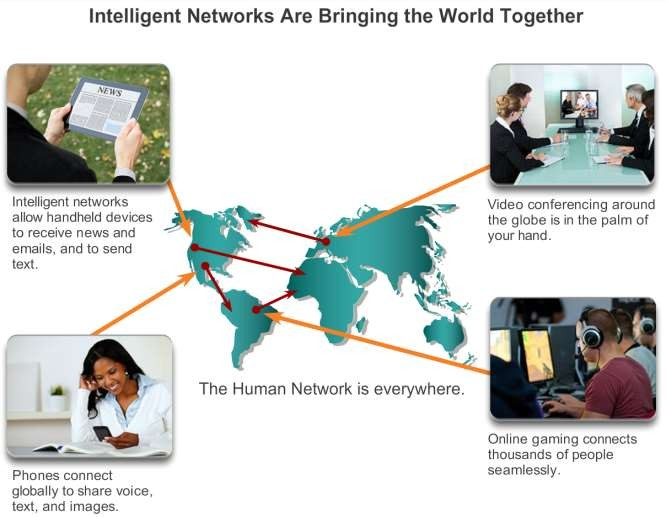 Intelligent Networks Are Bringing the World Together
NEWS
Intelligent networks
allow handheld devices
to receive news and
emails, and to send
text.
Video conferencing around
the globe is in the palm of
your hand.
The Human Network is everywhere.
Phones connect
globally to share voice,
text, and images.
Online gaming connects
thousands of people
seamlessly.